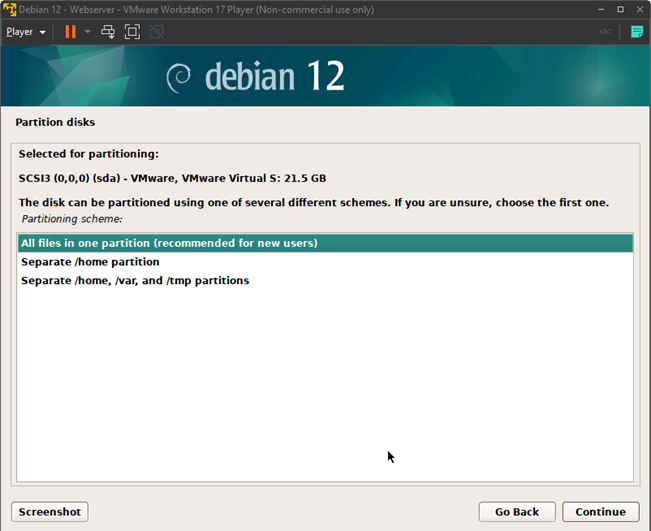 Debian 12 - Webserver - VMware Workstation 17 Player (Non-commercial use only)
Player
debian 12
Partition disks
Selected for partitioning:
SCSI3 (0,0,0) (sda) - VMware, VMware Virtual S: 21.5 GB
The disk can be partitioned using one of several different schemes. If you are unsure, choose the first one.
Partitioning scheme:
All files in one partition (recommended for new users)
Separate /home partition
Separate /home, /var, and /tmp partitions
Screenshot
Go Back
Continue